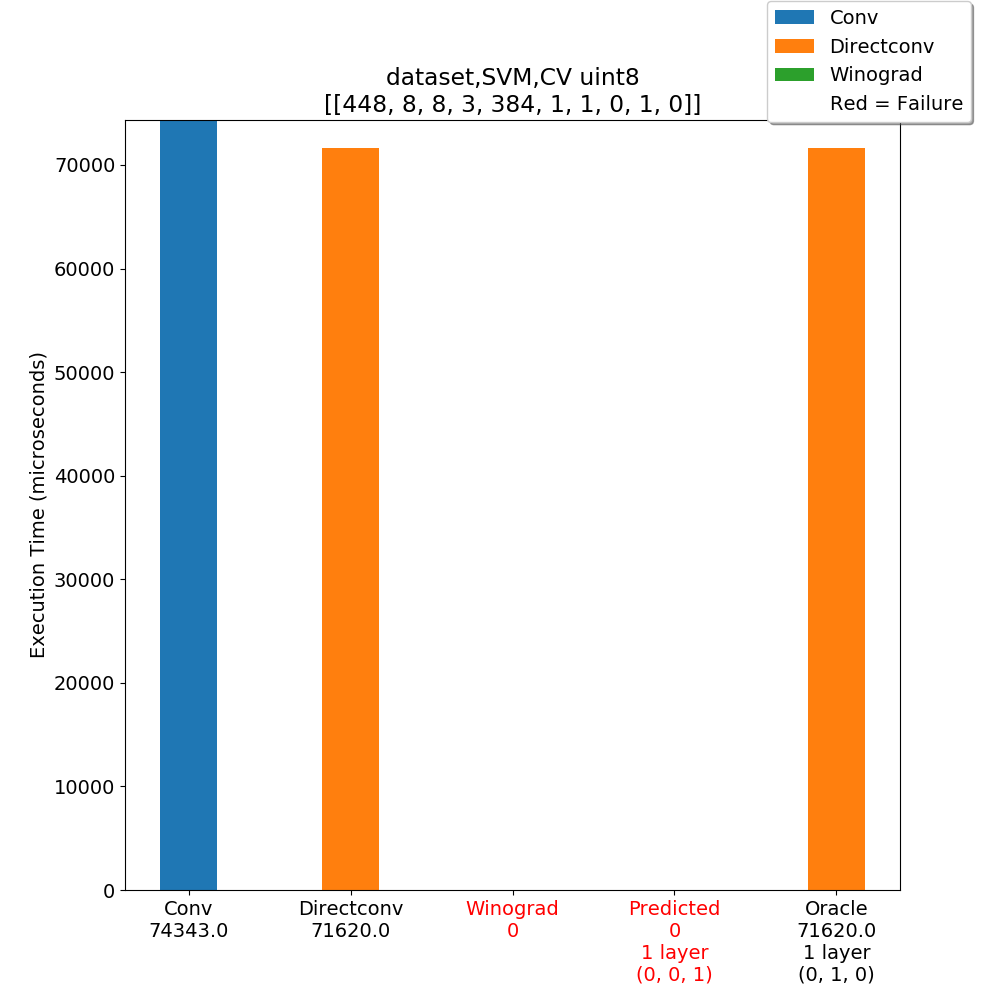 Conv
Directconv
Winograd
Red = Failure
dataset,SVM,CV uint8
[[448, 8, 8, 3, 384, 1, 1, 0, 1, 0]]
Execution Time (microseconds)
70000
60000
50000
40000
30000
20000
10000
0
Conv
74343.0
Directconv
71620.0
Winograd
0
Predicted
0
1 layer
(0, 0, 1)
Oracle
71620.0
1 layer
(0, 1, 0)